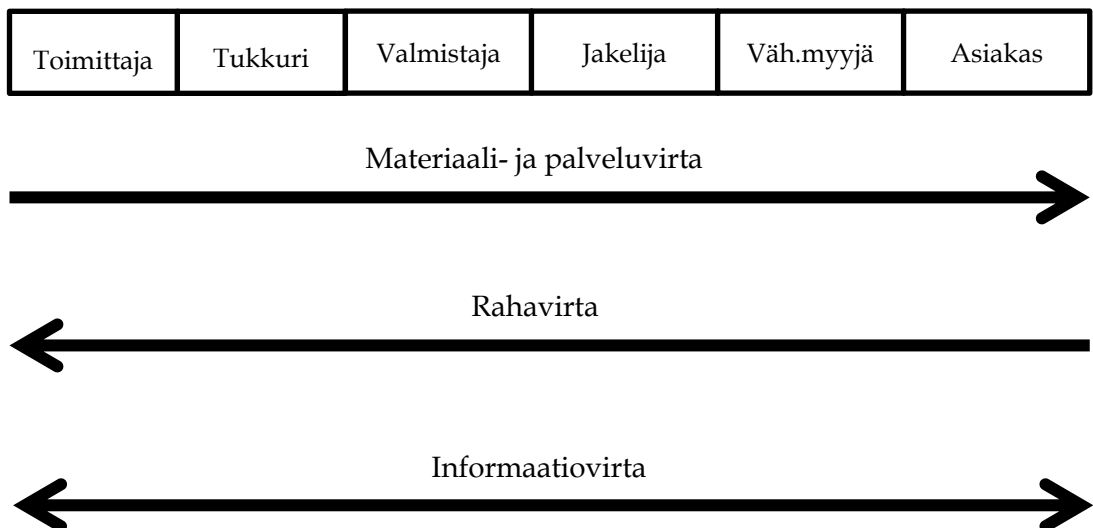 Toimittaja Tukkuri Valmistaja Jakelija Väh.myyjä Asiakas
Materiaali- ja palveluvirta
Rahavirta
Informaatiovirta